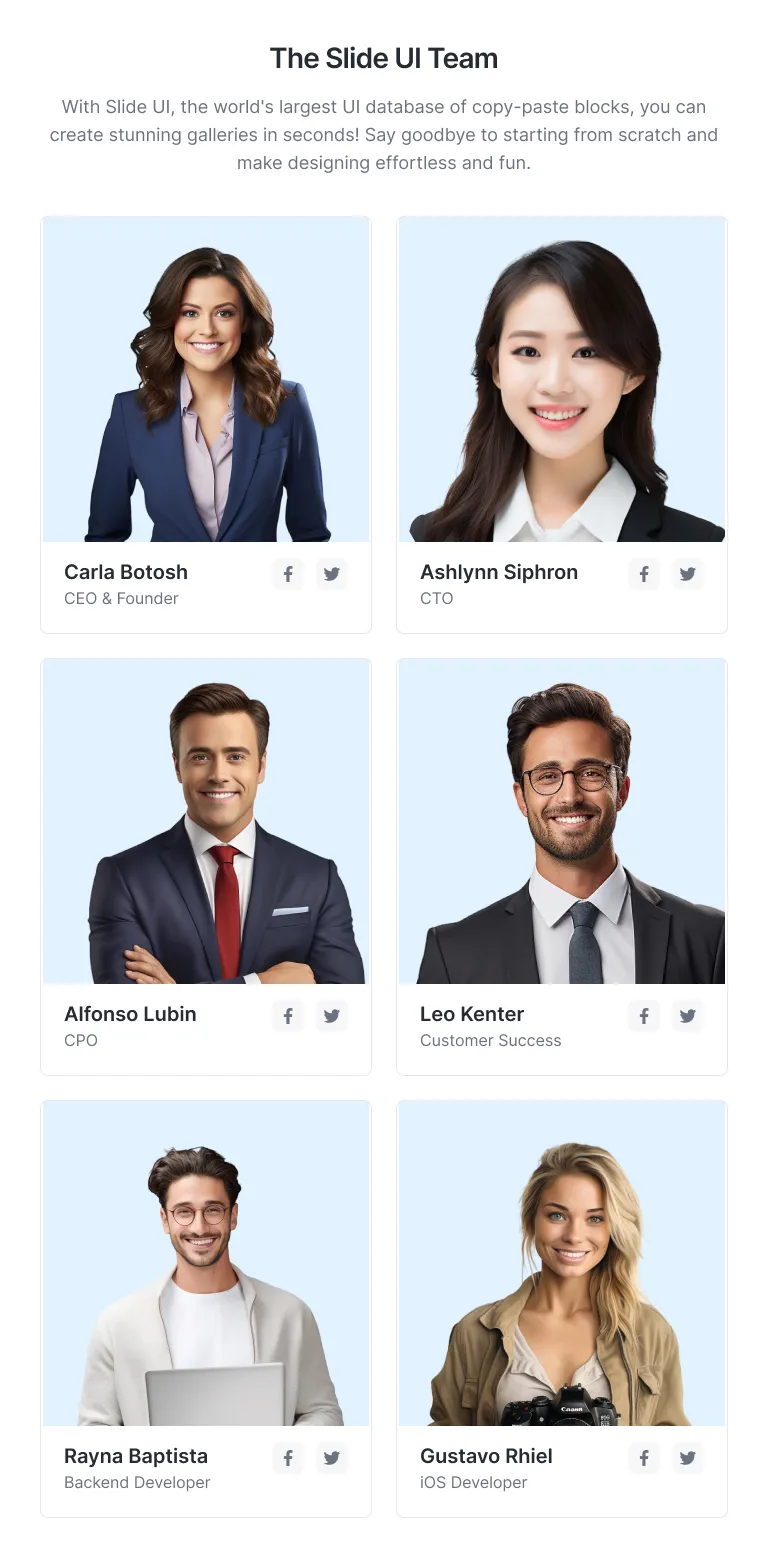 The Slide UI Team
With Slide UI, the world's largest UI database of copy-paste blocks, you can
create stunning galleries in seconds! Say goodbye to starting from scratch and
make designing effortless and fun.
Carla Botosh
CEO & Founder
Ashlynn Siphron
CTO
Alfonso Lubin
CPO
Leo Kenter
Customer Success
Canon
Rayna Baptista
Backend Developer
Gustavo Rhiel
iOS Developer